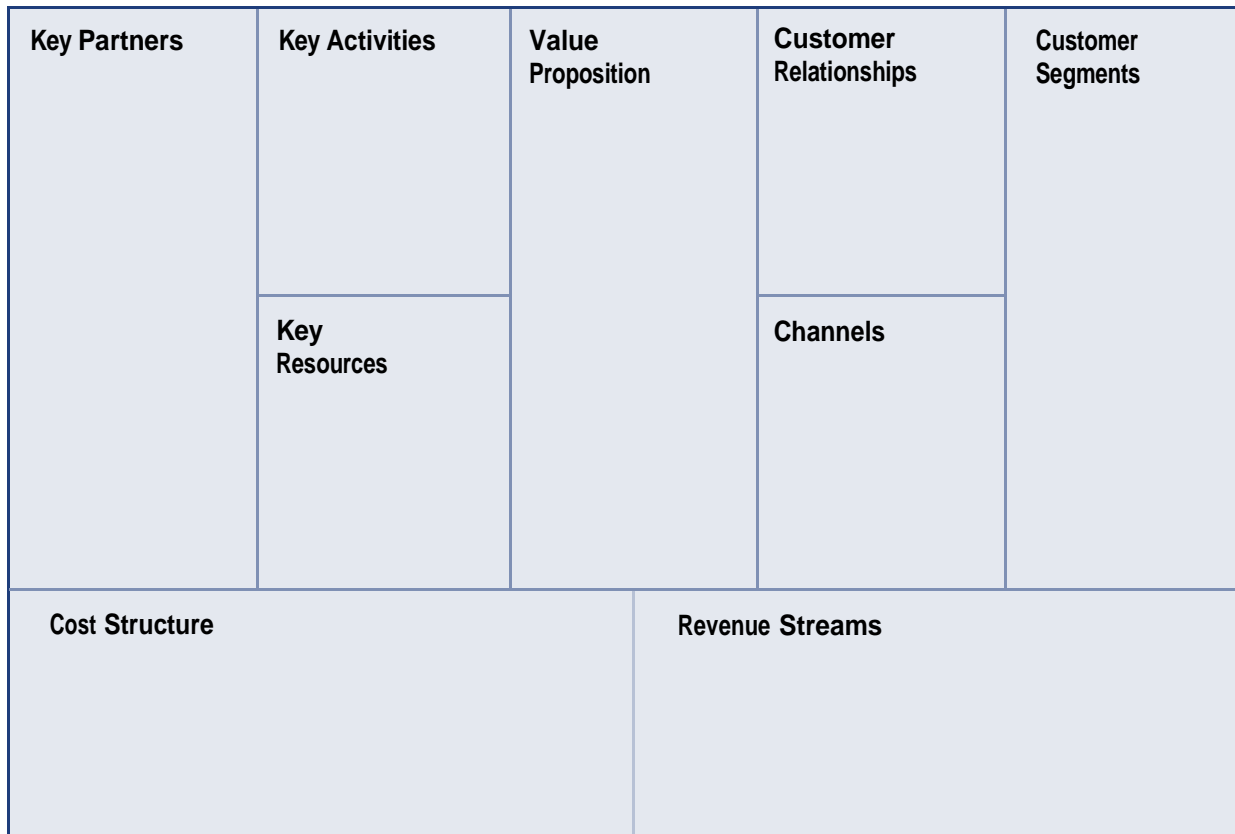 Key Partners
Key Activities
Value
Proposition
Customer
Relationships
Customer
Segments
Key
Resources
Channels
Cost Structure
Revenue Streams